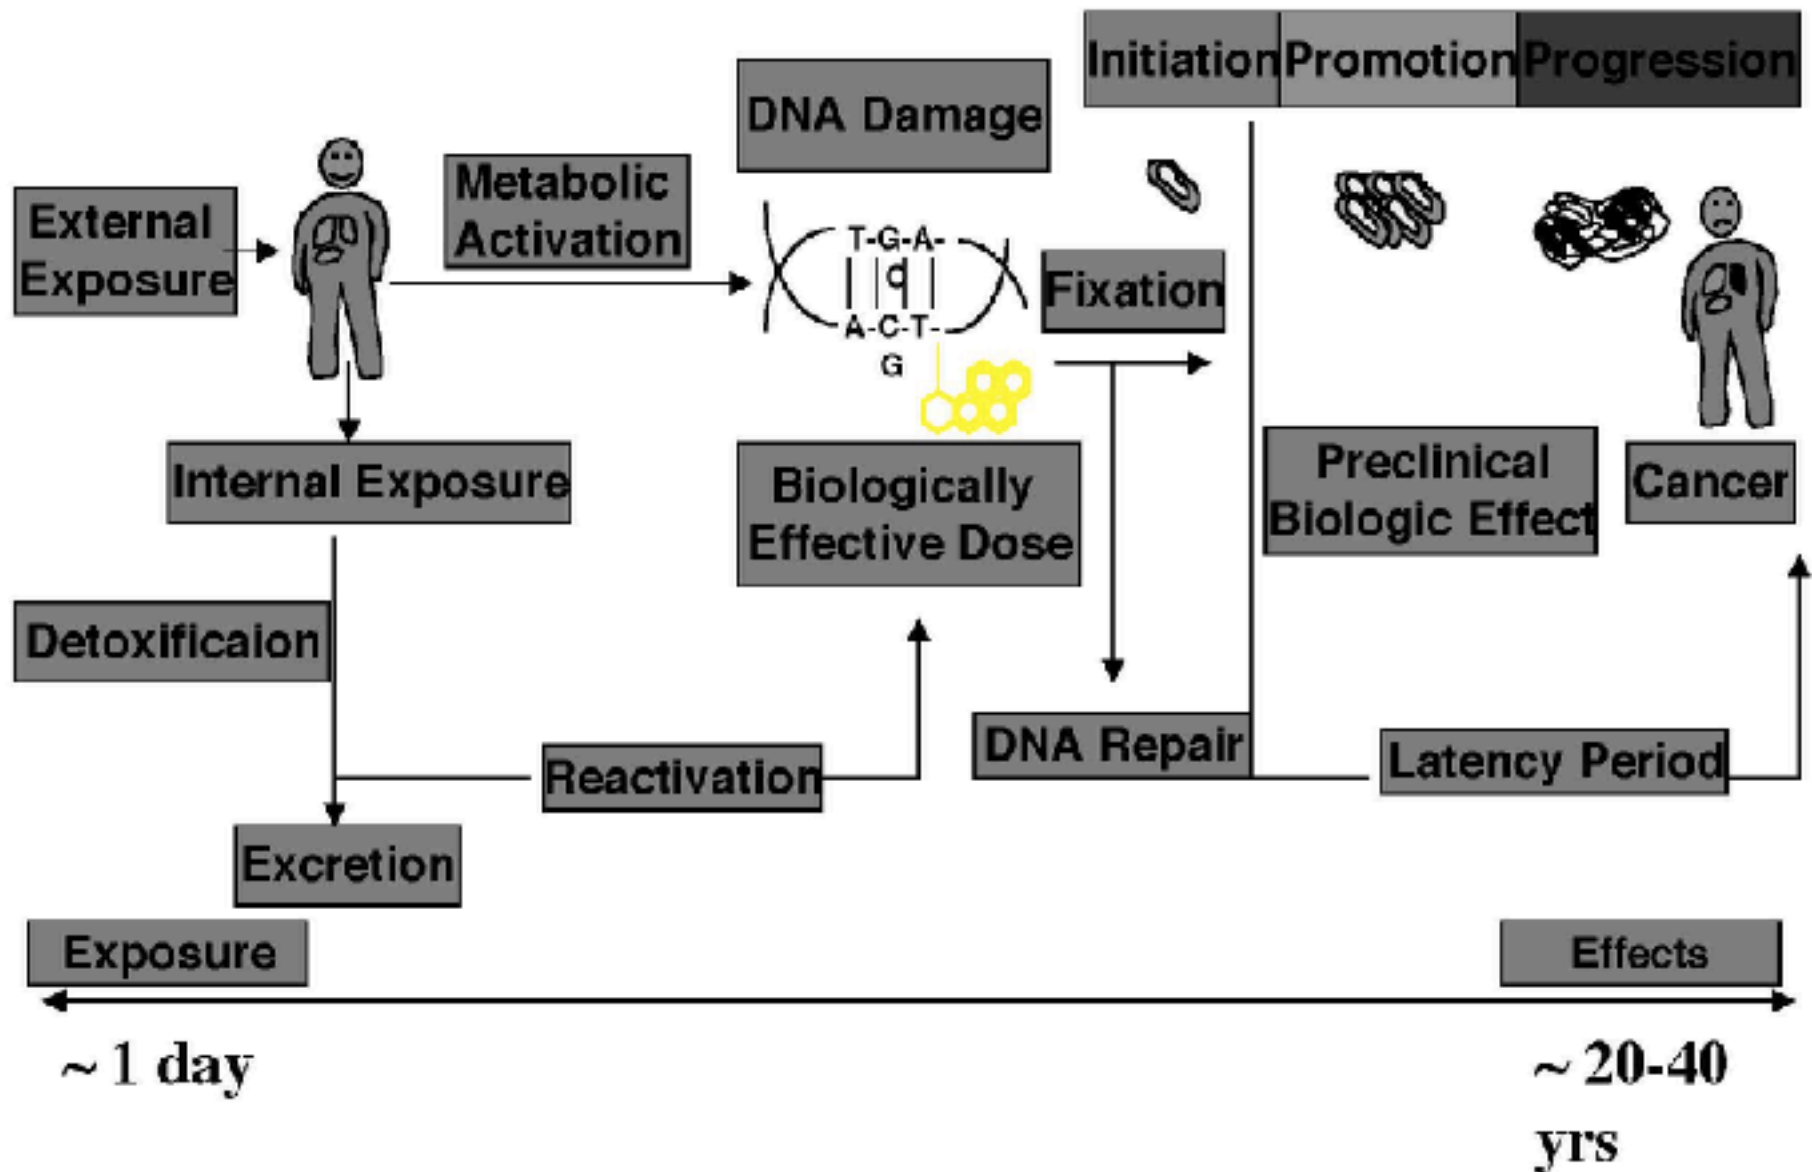 Initiation Promotion Progression
DNA Damage
Metabolic
Activation
External
Exposure
T-G-A-
C
A-C-T-
G
Fixation
Internal Exposure
Biologically
Effective Dose
Preclinical
Biologic Effect
Cancer
Detoxificaion
Reactivation
DNA Repair
Latency Period
Excretion
Exposure
Effects
~ 1 day
~ 20-40
yrs